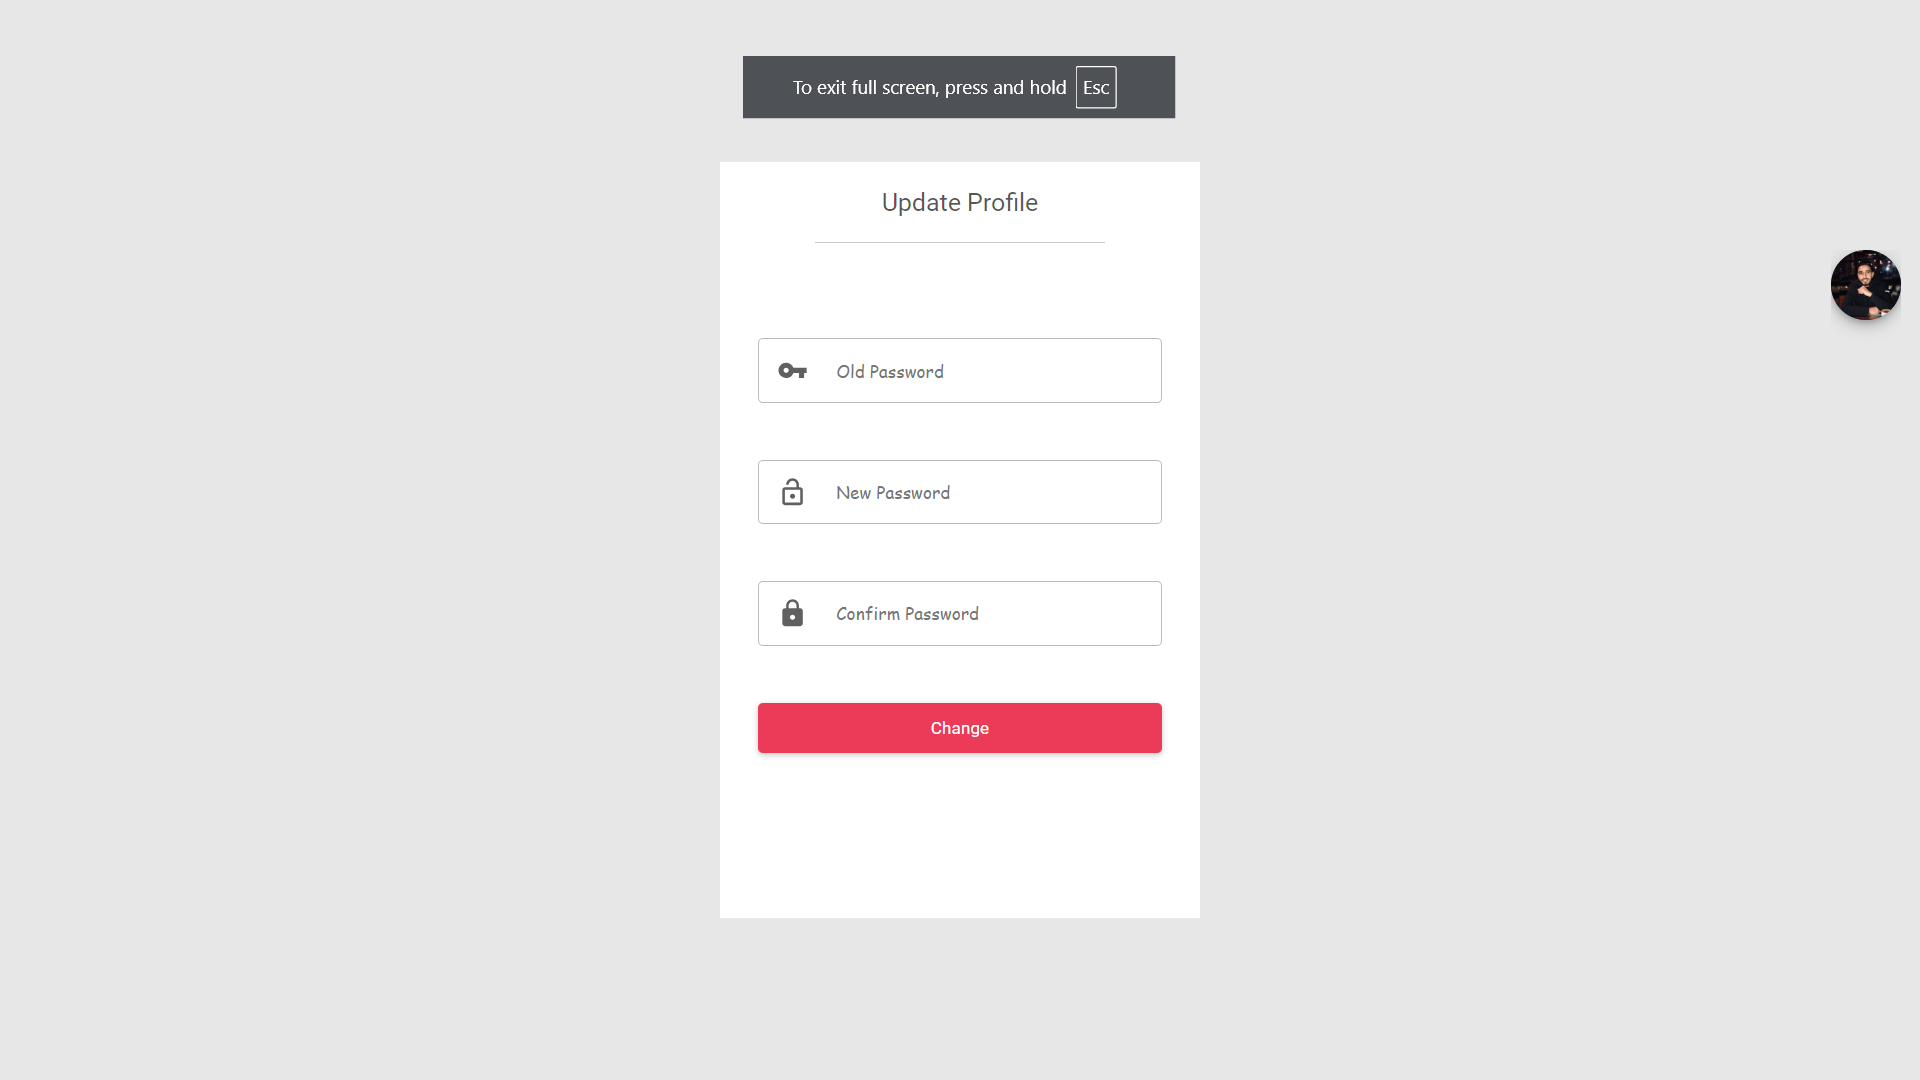 To exit full screen, press and hold Esc
Update Profile
Old Password
New Password
Confirm Password
Change